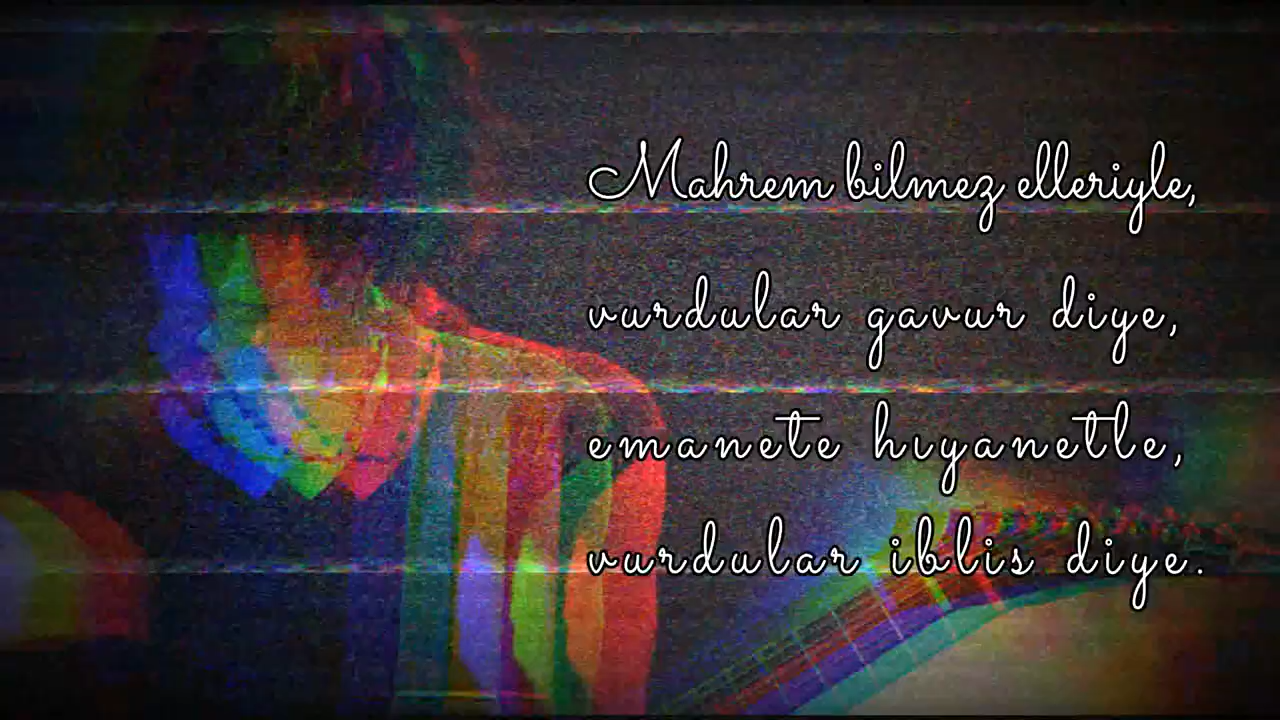 Mahrem bilmez elleriyle,
vurdular gavur diye,
emanete hıyanetle,
vurdular iblis diye.